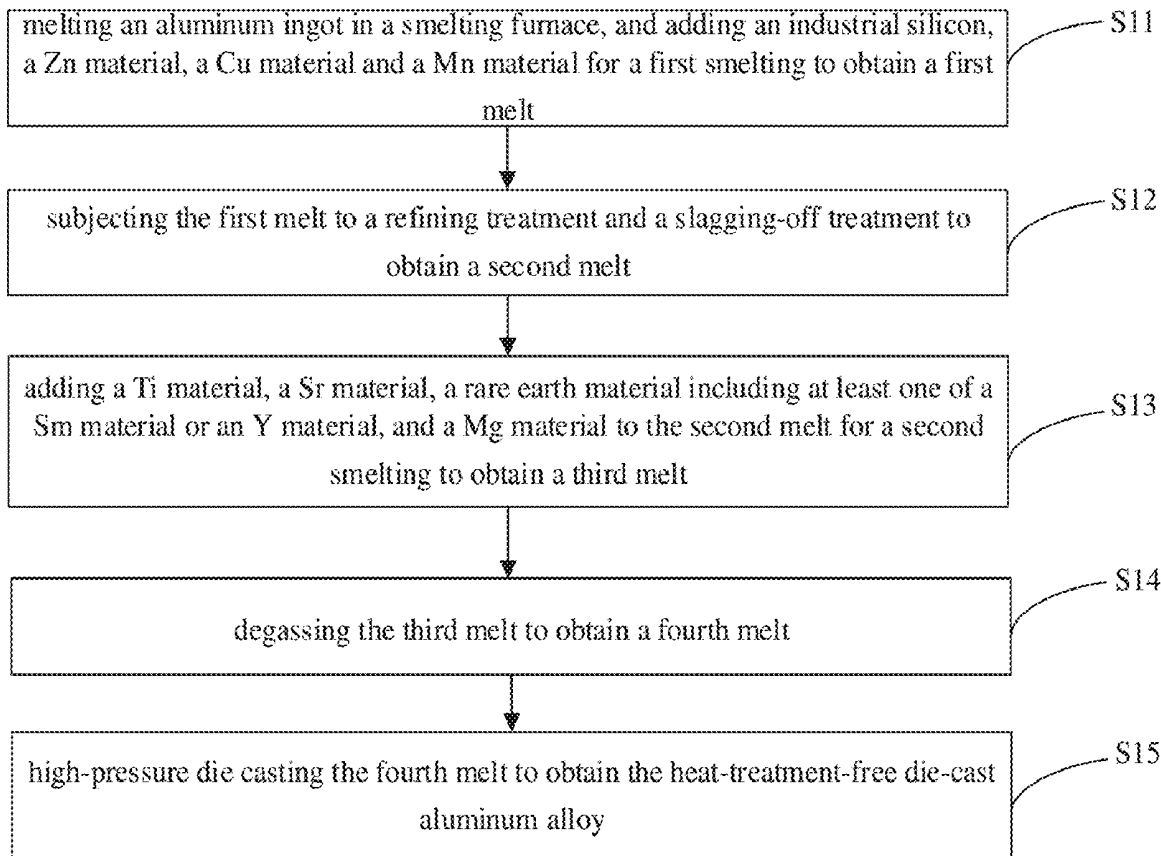 melting an aluminum ingot in a smelting furnace, and adding an industrial silicon,
a Zn material, a Cu material and a Mn material for a first smelting to obtain a first
melt
S11
subjecting the first melt to a refining treatment and a slagging-off treatment to
obtain a second melt
S12
adding a Ti material, a Sr material, a rare earth material including at least one of a
Sm material or an Y material, and a Mg material to the second melt for a second
smelting to obtain a third melt
S13
degassing the third melt to obtain a fourth melt
S14
high-pressure die casting the fourth melt to obtain the heat-treatment-free die-cast
aluminum alloy
S15